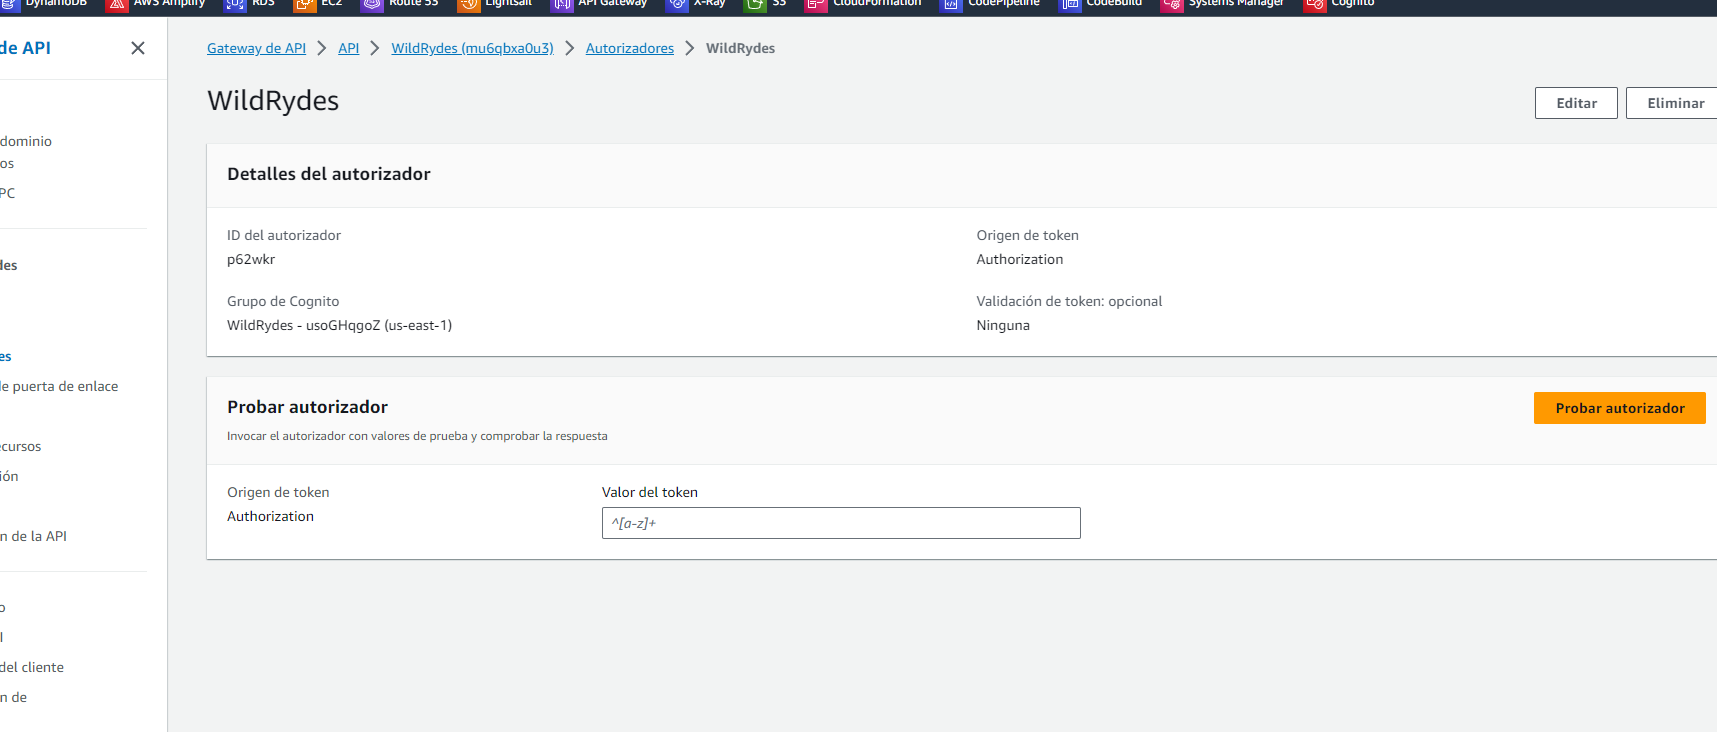 DynamoDB AWS Amplify RDS EC2 Route 53 Lightsail API Gateway X-Ray S3 CloudFormation CodePipeline CodeBuild Systems Manager Cognito
de API
Gateway de API > API > WildRydes (mu6qbxa0u3) > Autorizadores > WildRydes
WildRydes
Editar
Eliminar
dominio
os
PC
des
es
de puerta de enlace
ecursos
ión
n de la API
o
I
del cliente
n de
Detalles del autorizador
ID del autorizador
p62wkr
Origen de token
Authorization
Grupo de Cognito
WildRydes - usoGHqgoZ (us-east-1)
Validación de token: opcional
Ninguna
Probar autorizador
Invocar el autorizador con valores de prueba y comprobar la respuesta
Probar autorizador
Origen de token
Authorization
Valor del token
^[a-z]+